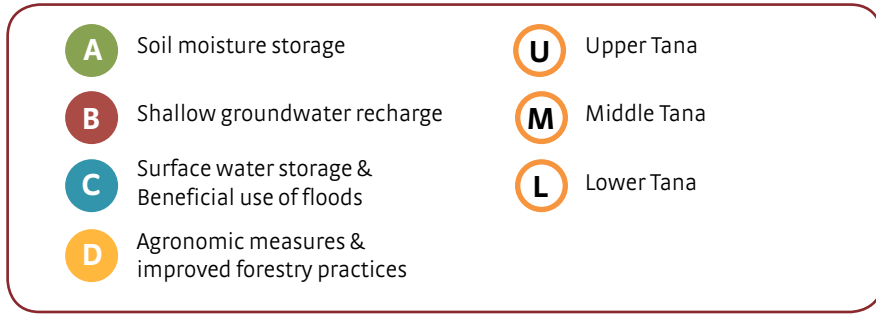 A Soil moisture storage
B Shallow groundwater recharge
C Surface water storage &
Beneficial use of floods
D Agronomic measures &
improved forestry practices
U Upper Tana
M Middle Tana
L Lower Tana